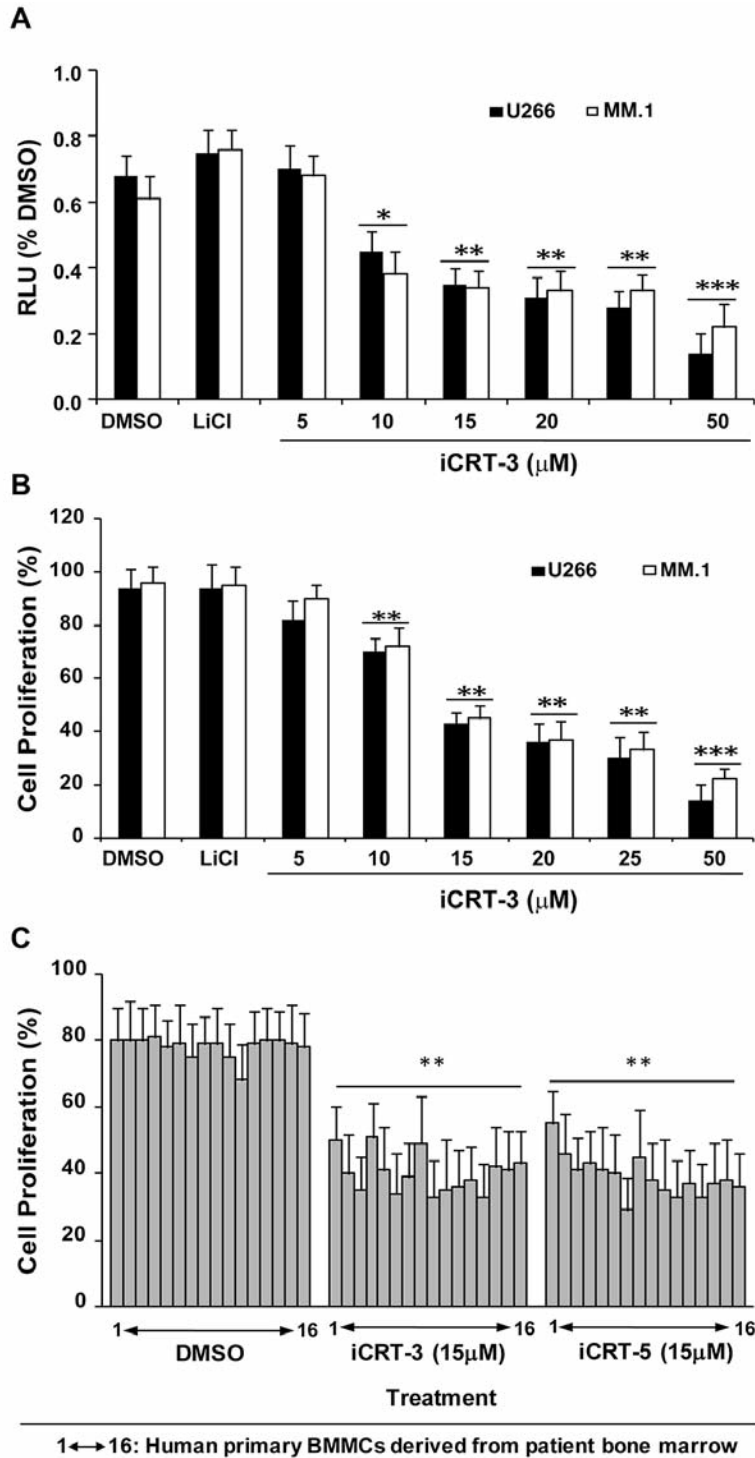 A
1.0
0.8
0.6
0.4
0.2
0.0
RLU (% DMSO)
U266 MM.1
* ** ** ** ***
DMSO LiCl 5 10 15 20 50
iCRT-3 (μM)
B
120
100
80
60
40
20
0
Cell Proliferation (%)
U266 MM.1
** ** ** ** ***
DMSO LiCl 5 10 15 20 25 50
iCRT-3 (μM)
C
100
80
60
40
20
0
Cell Proliferation (%)
** **
1 ⟷ 16 1 ⟷ 16 1 ⟷ 16
DMSO iCRT-3 (15μM) iCRT-5 (15μM)
Treatment
1⟷16: Human primary BMMCs derived from patient bone marrow